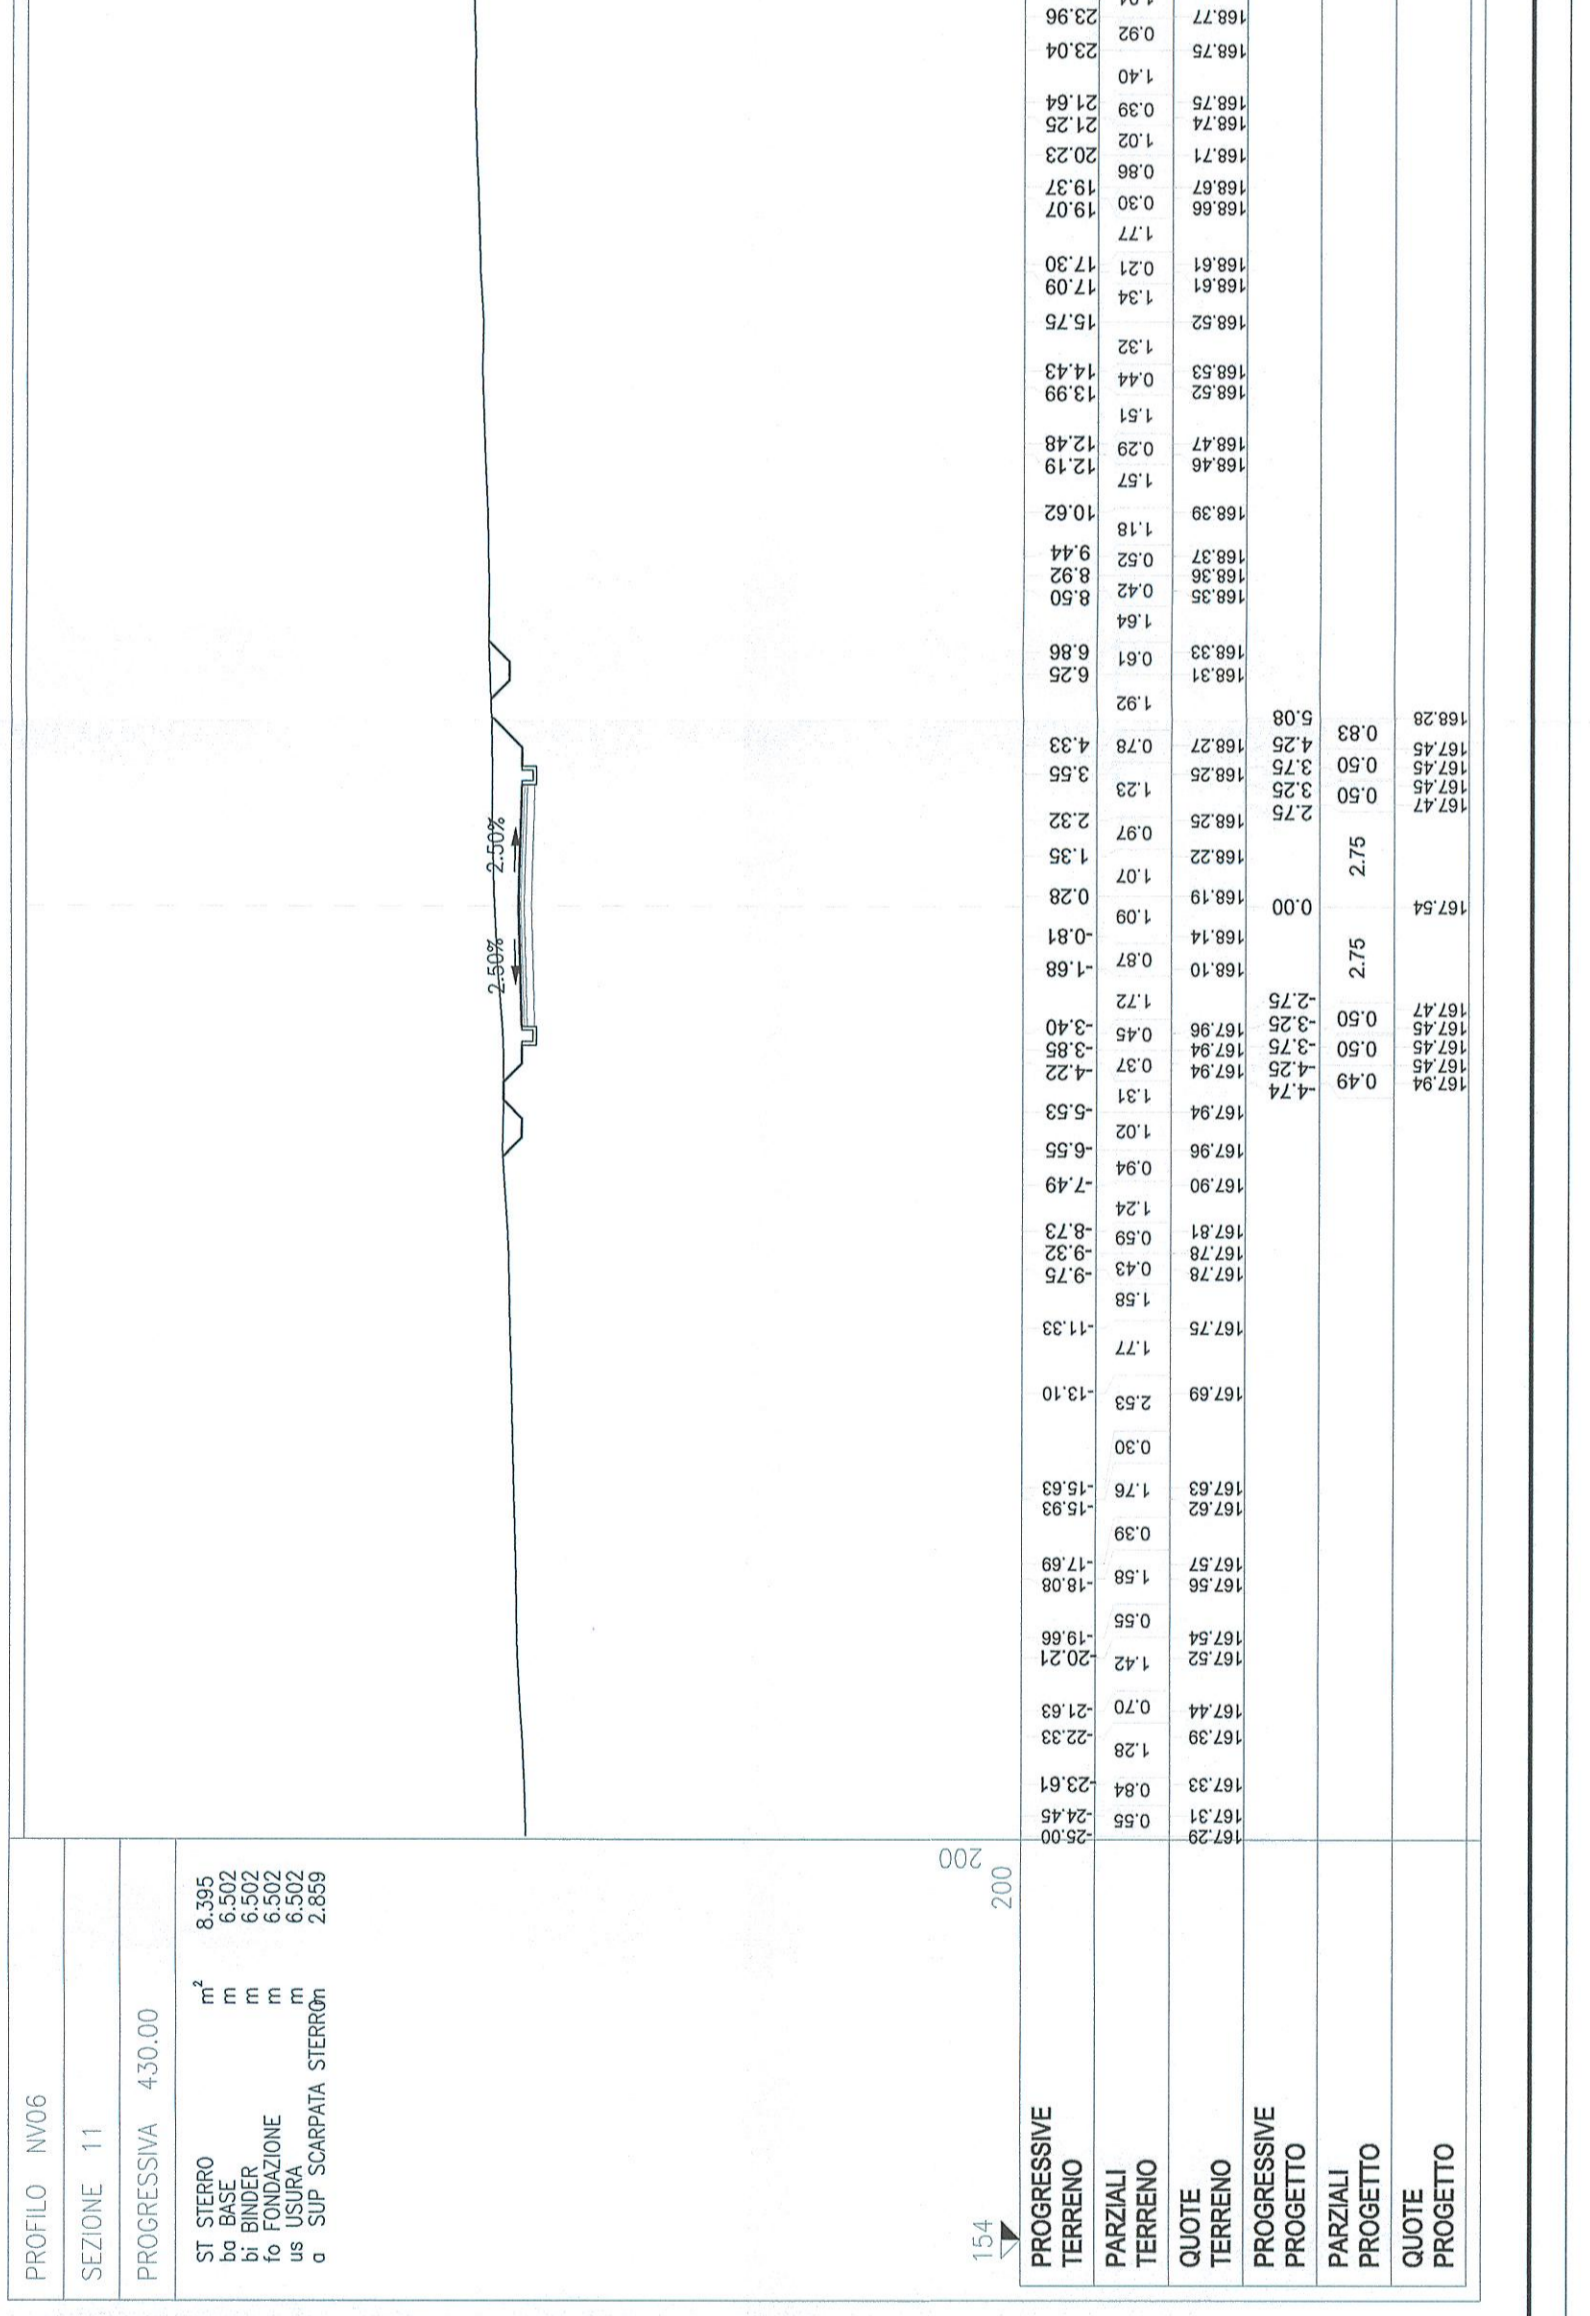 PROFILO NV06
SEZIONE 11
PROGRESSIVA 430.00
ST STERRO m² 8.395
ba BASE m 6.502
bi BINDER m 6.502
fo FONDAZIONE m 6.502
us USURA m 6.502
a SUP SCARPATA STERRO m 2.859
2.50% 2.50%
154
200
200
PROGRESSIVE TERRENO
-25.00 -24.45 -23.61 -22.33 -21.63 -20.21 -19.66 -18.08 -17.69 -15.93 -15.63 -13.10 -11.33 -9.75 -9.32 -8.73 -7.49 -6.55 -5.53 -4.22 -3.85 -3.40 -1.68 -0.81 0.28 1.35 2.32 3.55 4.33 6.25 6.86 8.50 8.92 9.44 10.62 12.19 12.48 13.99 14.43 15.75 17.09 17.30 19.07 19.37 20.23 21.25 21.64 23.04 23.96
PARZIALI TERRENO
0.55 0.84 1.28 0.70 1.42 0.55 1.58 0.39 1.76 0.30 2.53 1.77 1.58 0.43 0.59 1.24 0.94 1.02 1.31 0.37 0.45 1.72 0.87 1.09 1.07 0.97 1.23 0.78 1.92 0.61 1.64 0.42 0.52 1.18 1.57 0.29 1.51 0.44 1.32 1.34 0.21 1.77 0.30 0.86 1.02 0.39 1.40 0.92
QUOTE TERRENO
167.29 167.31 167.33 167.39 167.44 167.52 167.54 167.56 167.57 167.62 167.63 167.69 167.75 167.78 167.78 167.81 167.90 167.96 167.94 167.94 167.94 167.96 168.10 168.14 168.19 168.22 168.25 168.25 168.27 168.31 168.33 168.35 168.36 168.37 168.39 168.46 168.47 168.52 168.53 168.52 168.61 168.61 168.66 168.67 168.71 168.74 168.75 168.75 168.77
PROGRESSIVE PROGETTO
-4.74 -4.25 -3.75 -3.25 -2.75 0.00 2.75 3.25 3.75 4.25 5.08
PARZIALI PROGETTO
0.49 0.50 0.50 2.75 2.75 0.50 0.50 0.83
QUOTE PROGETTO
167.94 167.45 167.45 167.45 167.47 167.54 167.47 167.45 167.45 167.45 168.28